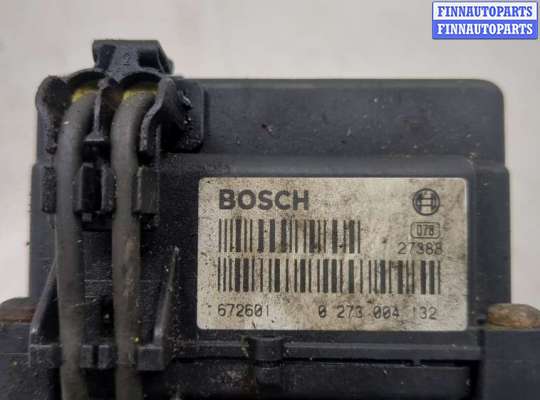 FINNAUTOPARTS
FINNAUTOPARTS
BOSCH
078
27388
672601 0 273 004 132